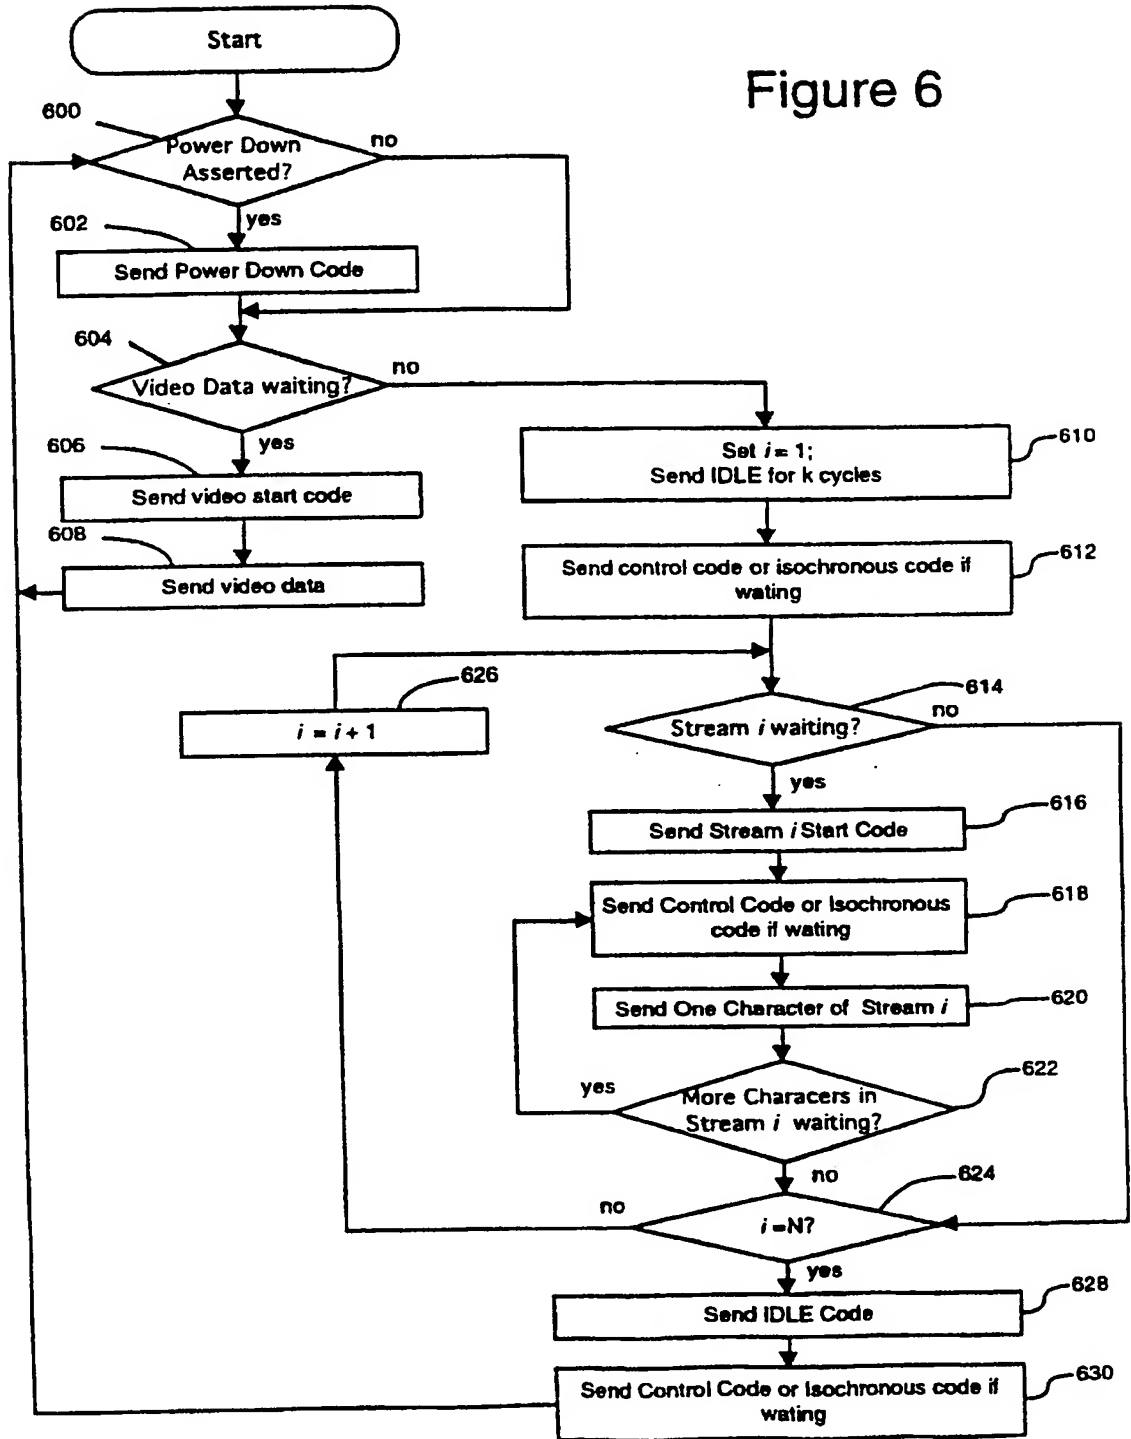 Start
Figure 6
600
Power Down
Asserted?
no
yes
602
Send Power Down Code
604
Video Data waiting?
no
yes
606
Send video start code
608
Send video data
Set i = 1;
Send IDLE for k cycles
610
Send control code or isochronous code if
wating
612
626
i = i + 1
614
Stream i waiting?
no
yes
616
Send Stream i Start Code
Send Control Code or Isochronous
code if wating
618
Send One Character of Stream i
620
622
yes
More Characers in
Stream i waiting?
no
624
no
i =N?
yes
628
Send IDLE Code
Send Control Code or Isochronous code if
wating
630